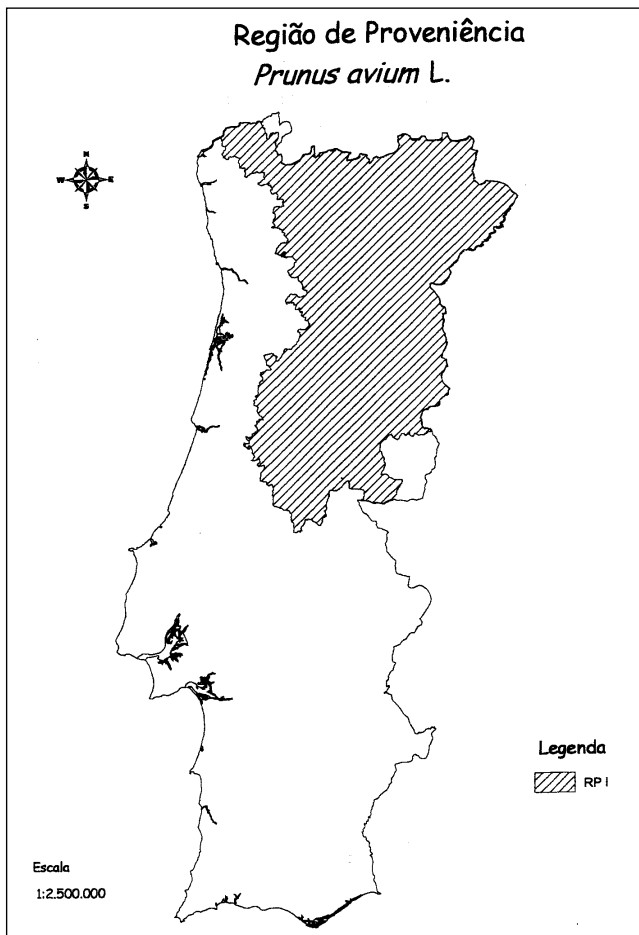 Região de Proveniência
Prunus avium L.
N
W E
S
Legenda
RP I
Escala
1:2.500.000